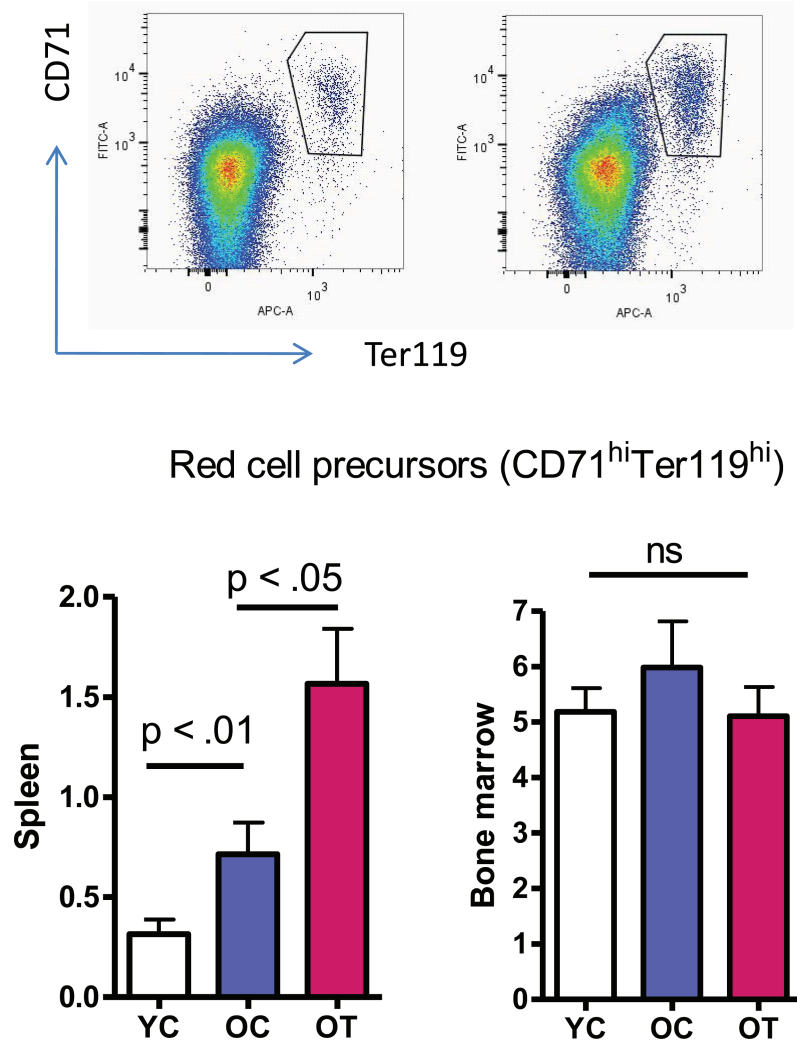 CD71
FITC-A
10^4
10^3
0
10^3
APC-A
FITC-A
10^4
10^3
0
10^3
APC-A
Ter119
Red cell precursors (CD71^hiTer119^hi)
p < .05
p < .01
Spleen
2.0
1.5
1.0
0.5
0.0
YC OC OT
ns
Bone marrow
7
6
5
4
3
2
1
0
YC OC OT